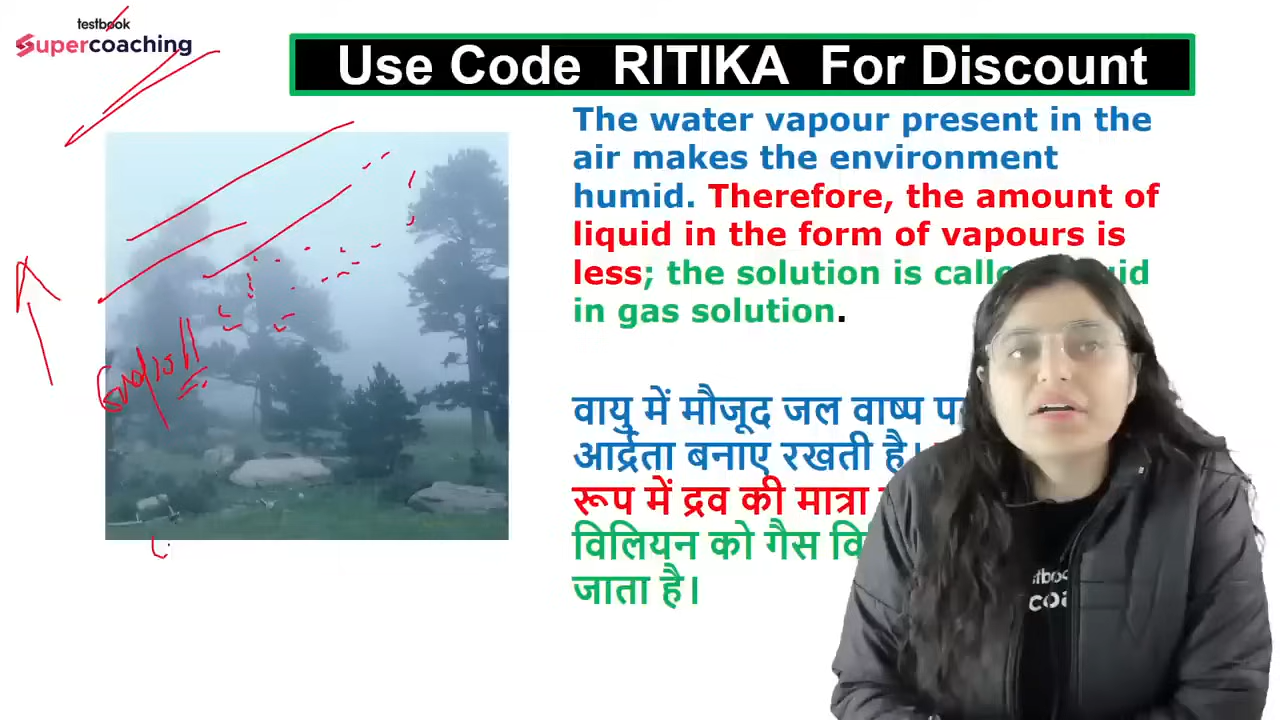 testbook
Supercoaching
Use Code RITIKA For Discount
The water vapour present in the
air makes the environment
humid. Therefore, the amount of
liquid in the form of vapours is
less; the solution is called liquid
in gas solution.
वायु में मौजूद जल वाष्प
आर्द्रता बनाए रखती है।
रूप में द्रव की मात्रा
विलियन को गैस
जाता है।